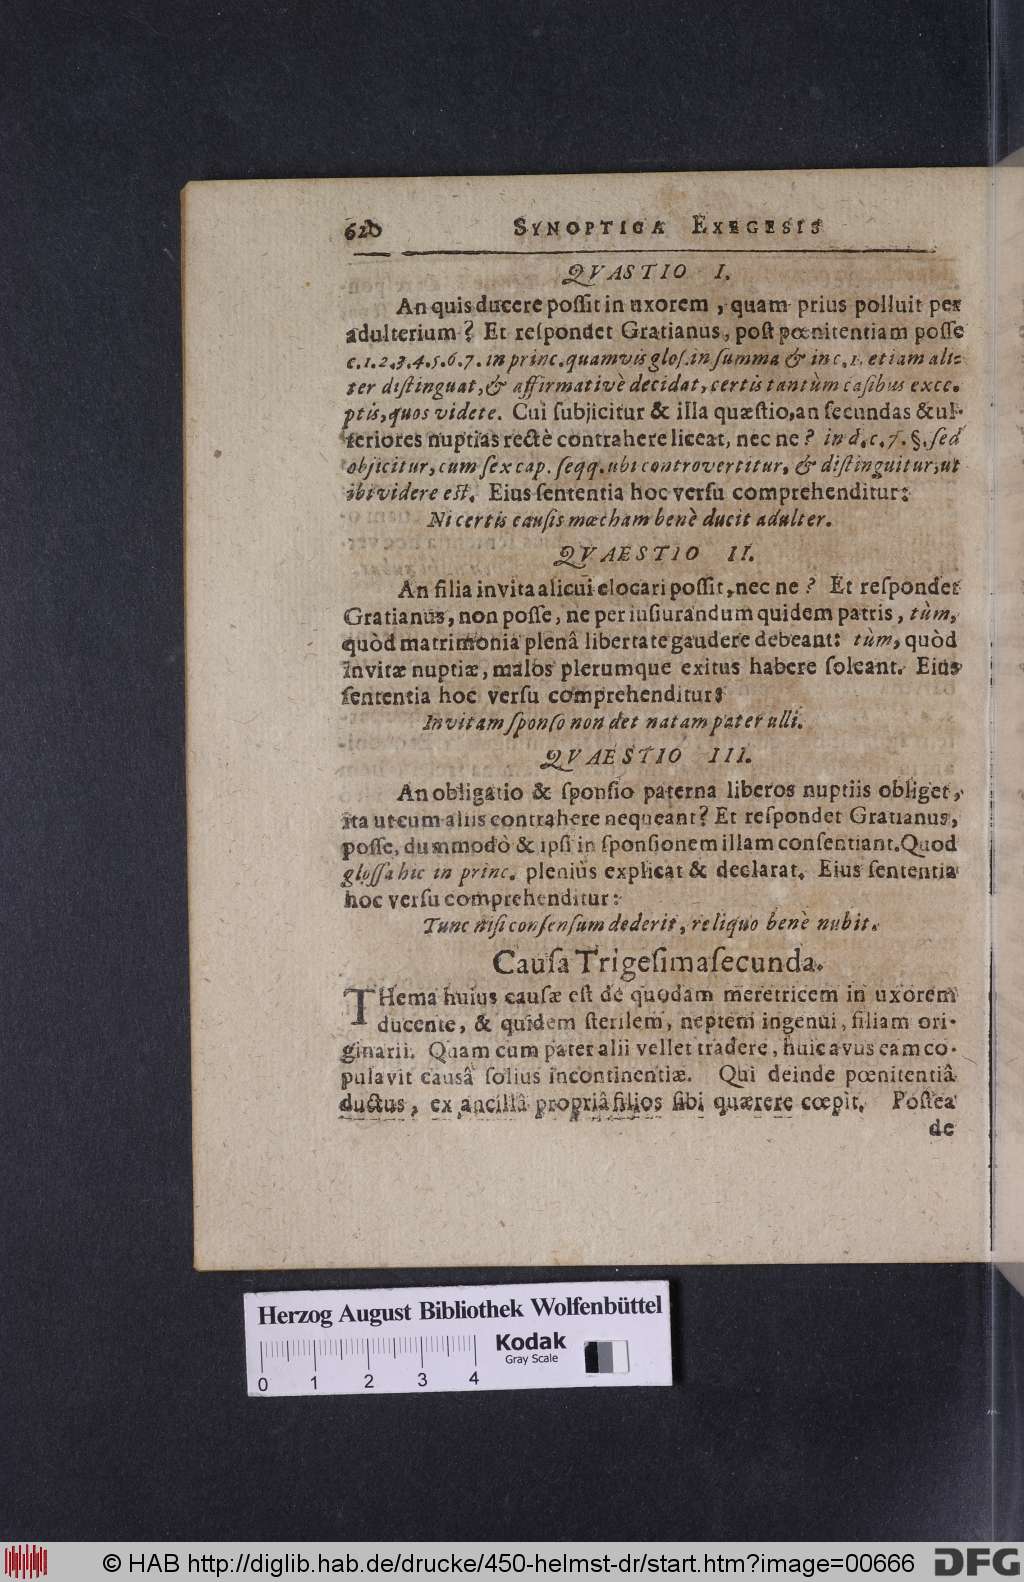 620 SYNOPTICA EXEGESIS
QVASTIO I.
An quis ducere poſſit in uxorem, quam prius polluit per
adulterium? Et reſpondet Gratianus, poſt pœnitentiam poſſe
c.1.2.3.4.5.6.7. in princ. quamvis gloſ. in ſumma & in c.1. etiam ali-
ter diſtinguat, & affirmativè decidat, certis tantùm caſibus exce-
ptis, quos videte. Cui ſubjicitur & illa quæſtio, an ſecundas & ul-
teriores nuptias rectè contrahere liceat, nec ne? in d. c. 7. §. ſed
objicitur, cum ſex cap. ſeqq. ubi controvertitur, & diſtinguitur, ut
ibi videre eſt. Eius ſententia hoc verſu comprehenditur:
Ni certis cauſis mœcham benè ducit adulter.
QVAESTIO II.
An filia invita alicui elocari poſſit, nec ne? Et reſpondet
Gratianus, non poſſe, ne per iuſiurandum quidem patris, tùm,
quòd matrimonia plenâ libertate gaudere debeant: tùm, quòd
invitæ nuptiæ, malos plerumque exitus habere ſoleant. Eius
ſententia hoc verſu comprehenditur:
Invitam ſponſo non det natam pater ulli.
QVAESTIO III.
An obligatio & ſponſio paterna liberos nuptiis obliget,
ita ut cum aliis contrahere nequeant? Et reſpondet Gratianus,
poſſe, dummodò & ipſi in ſponſionem illam conſentiant. Quod
gloſſa hic in princ. pleniùs explicat & declarat. Eius ſententia
hoc verſu comprehenditur:
Tunc niſi conſenſum dederit, reliquo benè nubit.
Cauſa Trigeſimaſecunda.
THema huius cauſæ eſt de quodam meretricem in uxorem
ducente, & quidem ſterilem, neptem ingenui, filiam ori-
ginarii. Quam cum pater alii vellet tradere, huic avus eam co-
pulavit causâ ſolius incontinentiæ. Qui deinde pœnitentiâ
ductus, ex ancillâ propriâ filios ſibi quærere cœpit. Poſtea
de
Herzog August Bibliothek Wolfenbüttel
Kodak
Gray Scale
0 1 2 3 4
© HAB http://diglib.hab.de/drucke/450-helmst-dr/start.htm?image=00666 DFG